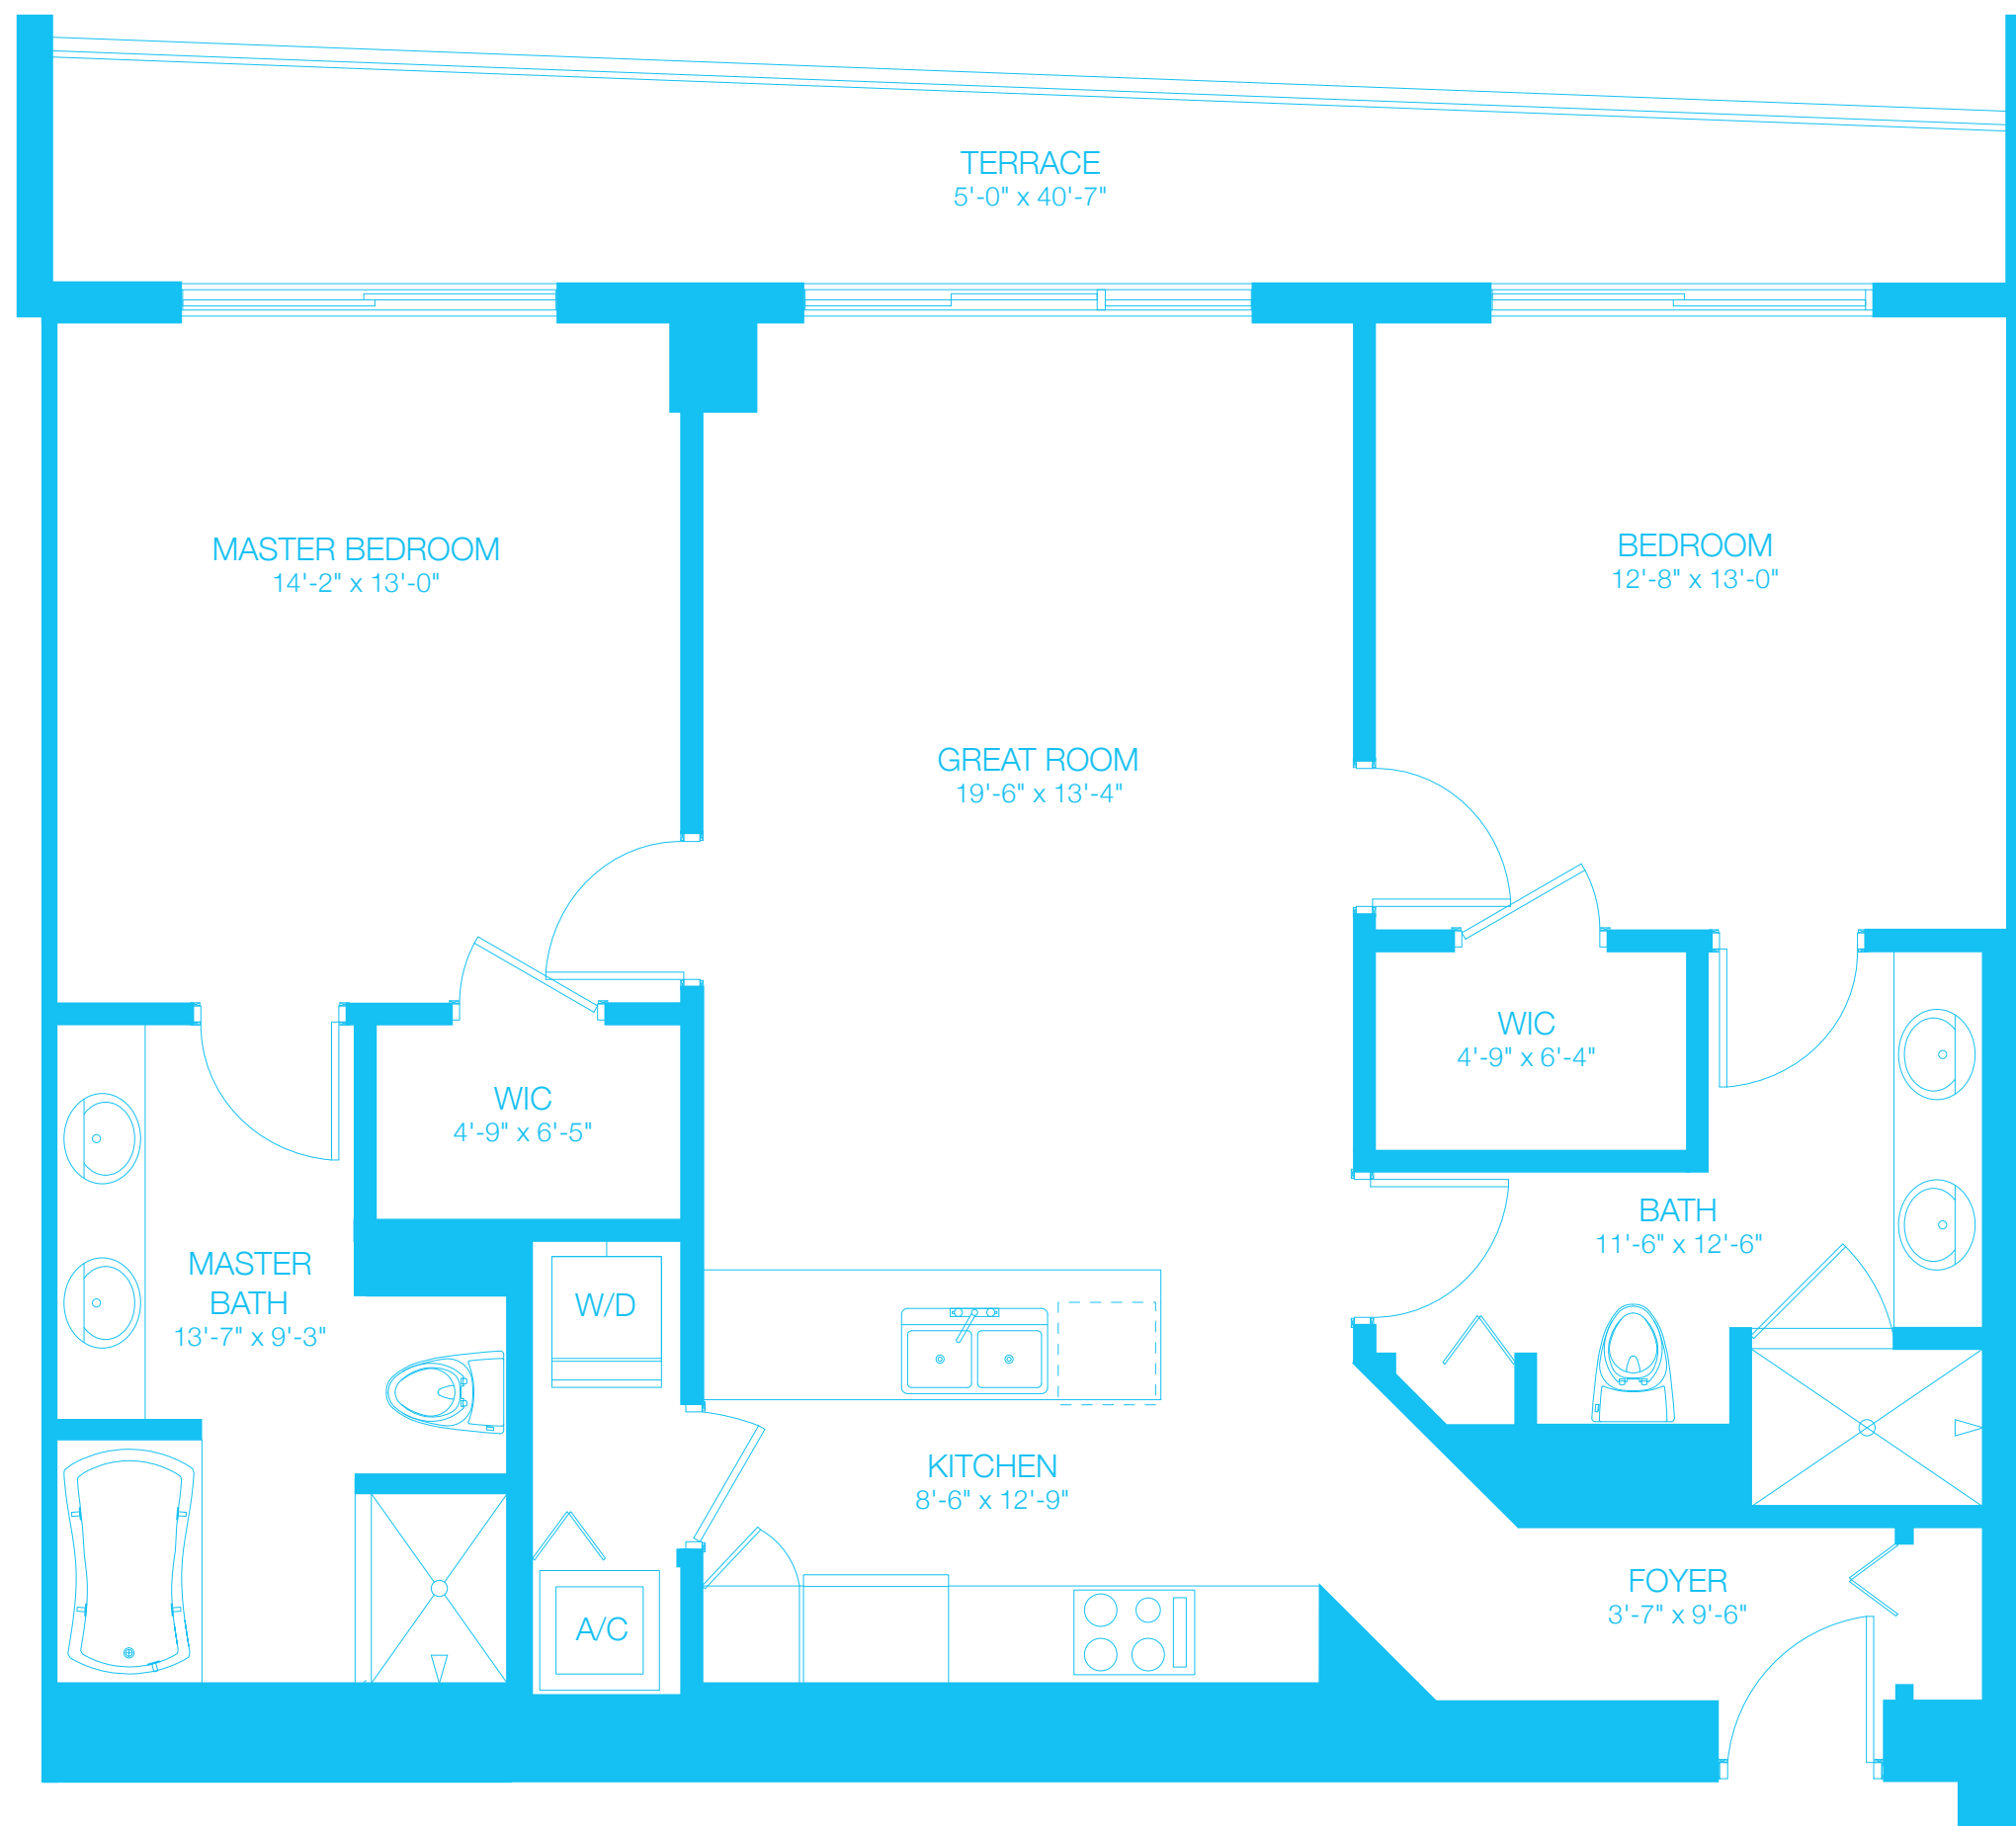 TERRACE
5'-0" x 40'-7"
MASTER BEDROOM
14'-2" x 13'-0"
BEDROOM
12'-8" x 13'-0"
GREAT ROOM
19'-6" x 13'-4"
WIC
4'-9" x 6'-4"
WIC
4'-9" x 6'-5"
BATH
11'-6" x 12'-6"
MASTER
BATH
13'-7" x 9'-3"
W/D
KITCHEN
8'-6" x 12'-9"
FOYER
3'-7" x 9'-6"
A/C